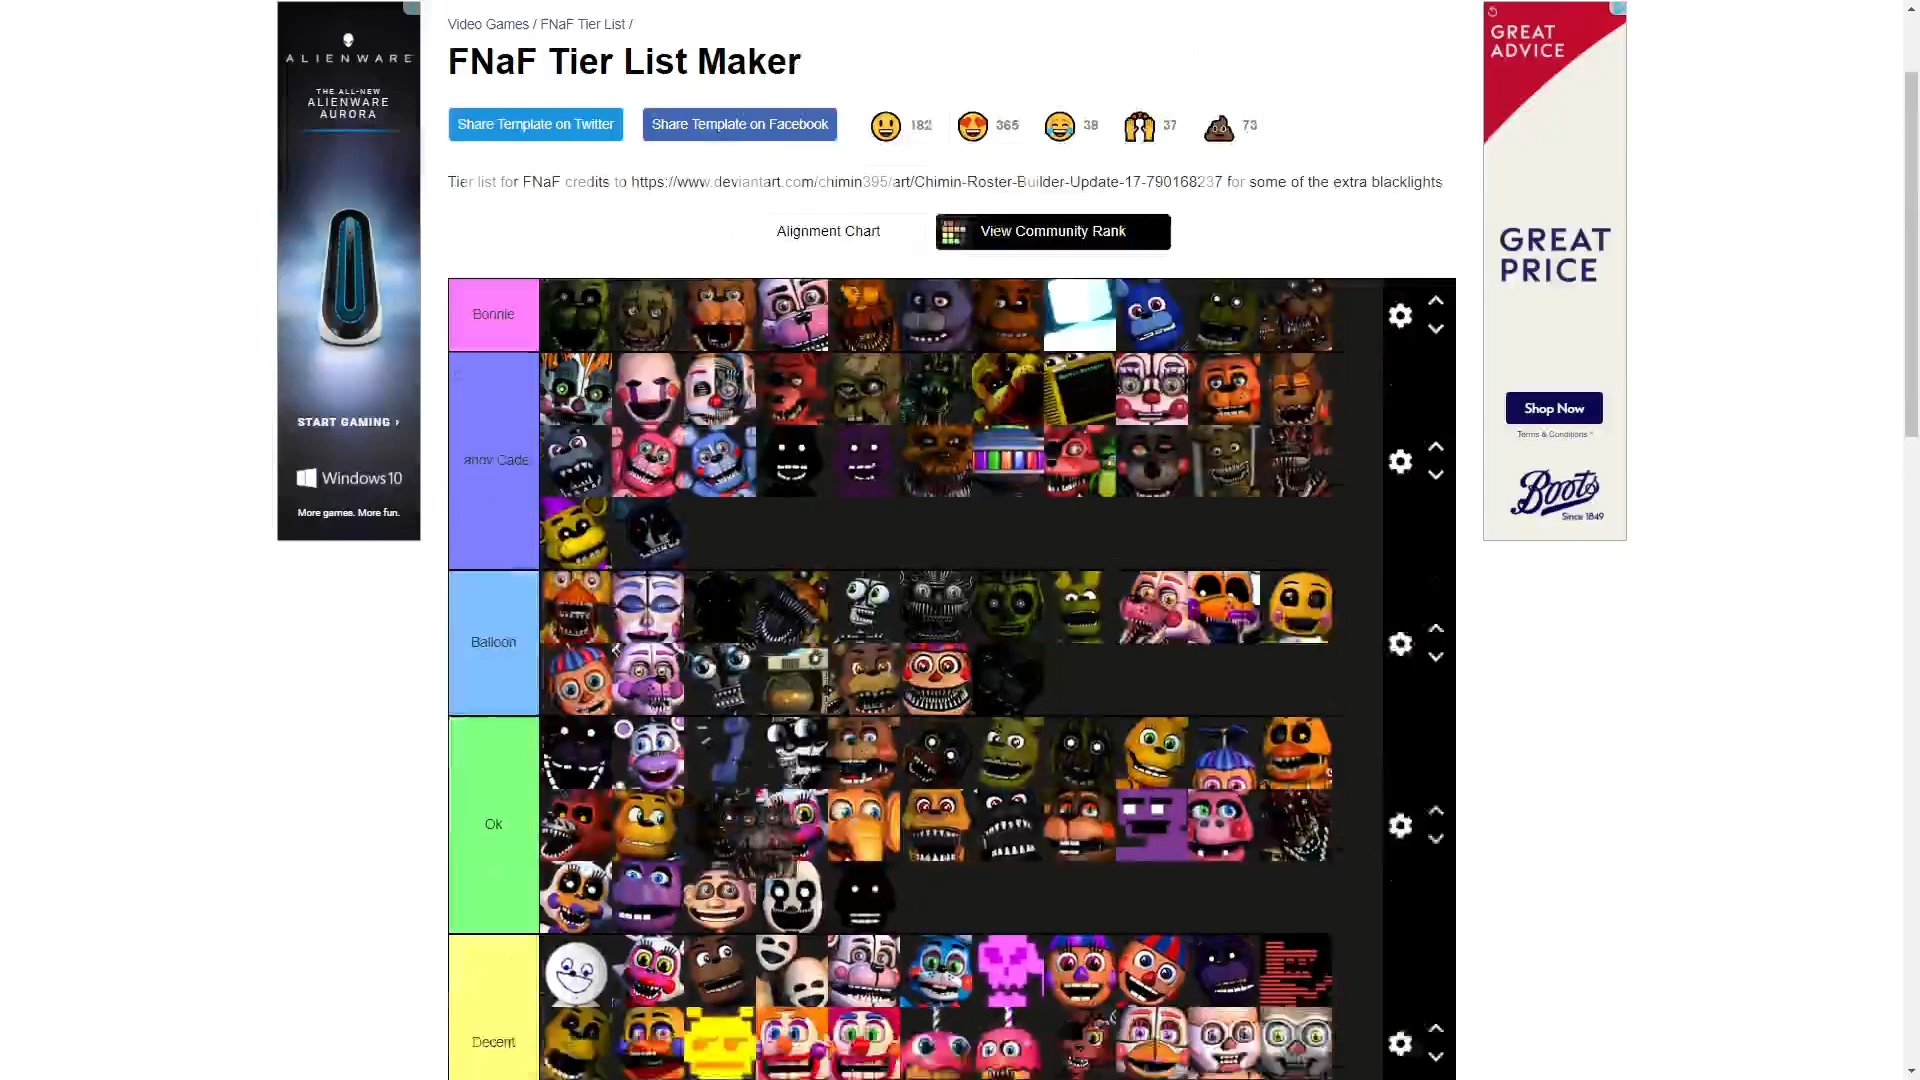 Video Games / FNaF Tier List /
FNaF Tier List Maker
Share Template on Twitter
Share Template on Facebook
182
365
38
37
73
Tier list for FNaF credits to https://www.deviantart.com/chimin395/art/Chimin-Roster-Builder-Update-17-790168237 for some of the extra blacklights
Alignment Chart
View Community Rank
ALIENWARE
THE ALL-NEW
ALIENWARE
AURORA
START GAMING ›
Windows 10
More games. More fun.
Bonnie
andy Cade
Balloon
Ok
Decent
GREAT
ADVICE
GREAT
PRICE
Shop Now
Terms & Conditions ^
Boots
Since 1849